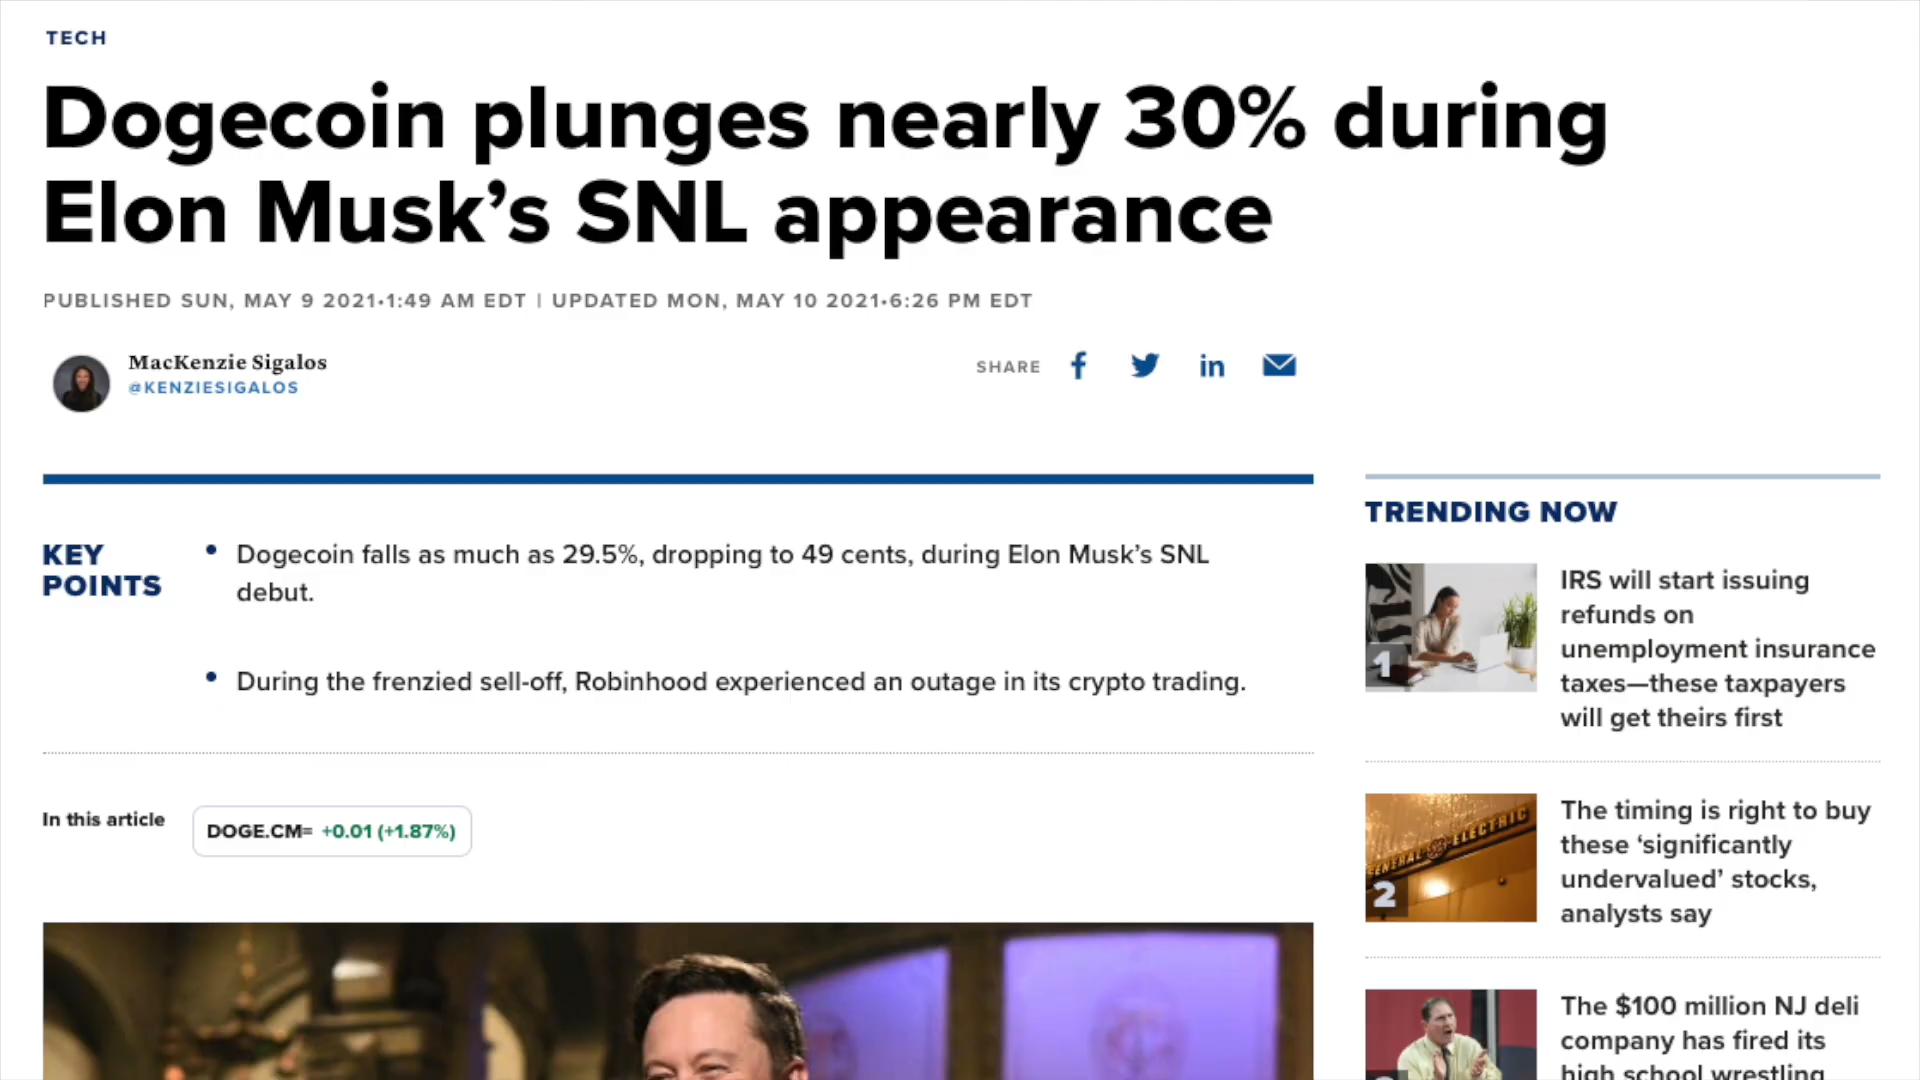 TECH
Dogecoin plunges nearly 30% during
Elon Musk’s SNL appearance
PUBLISHED SUN, MAY 9 2021•1:49 AM EDT | UPDATED MON, MAY 10 2021•6:26 PM EDT
MacKenzie Sigalos
@KENZIESIGALOS
SHARE
KEY
POINTS
• Dogecoin falls as much as 29.5%, dropping to 49 cents, during Elon Musk’s SNL
debut.
• During the frenzied sell-off, Robinhood experienced an outage in its crypto trading.
In this article
DOGE.CM= +0.01 (+1.87%)
TRENDING NOW
1
IRS will start issuing
refunds on
unemployment insurance
taxes—these taxpayers
will get theirs first
GENERAL ELECTRIC
2
The timing is right to buy
these ‘significantly
undervalued’ stocks,
analysts say
The $100 million NJ deli
company has fired its
high school wrestling